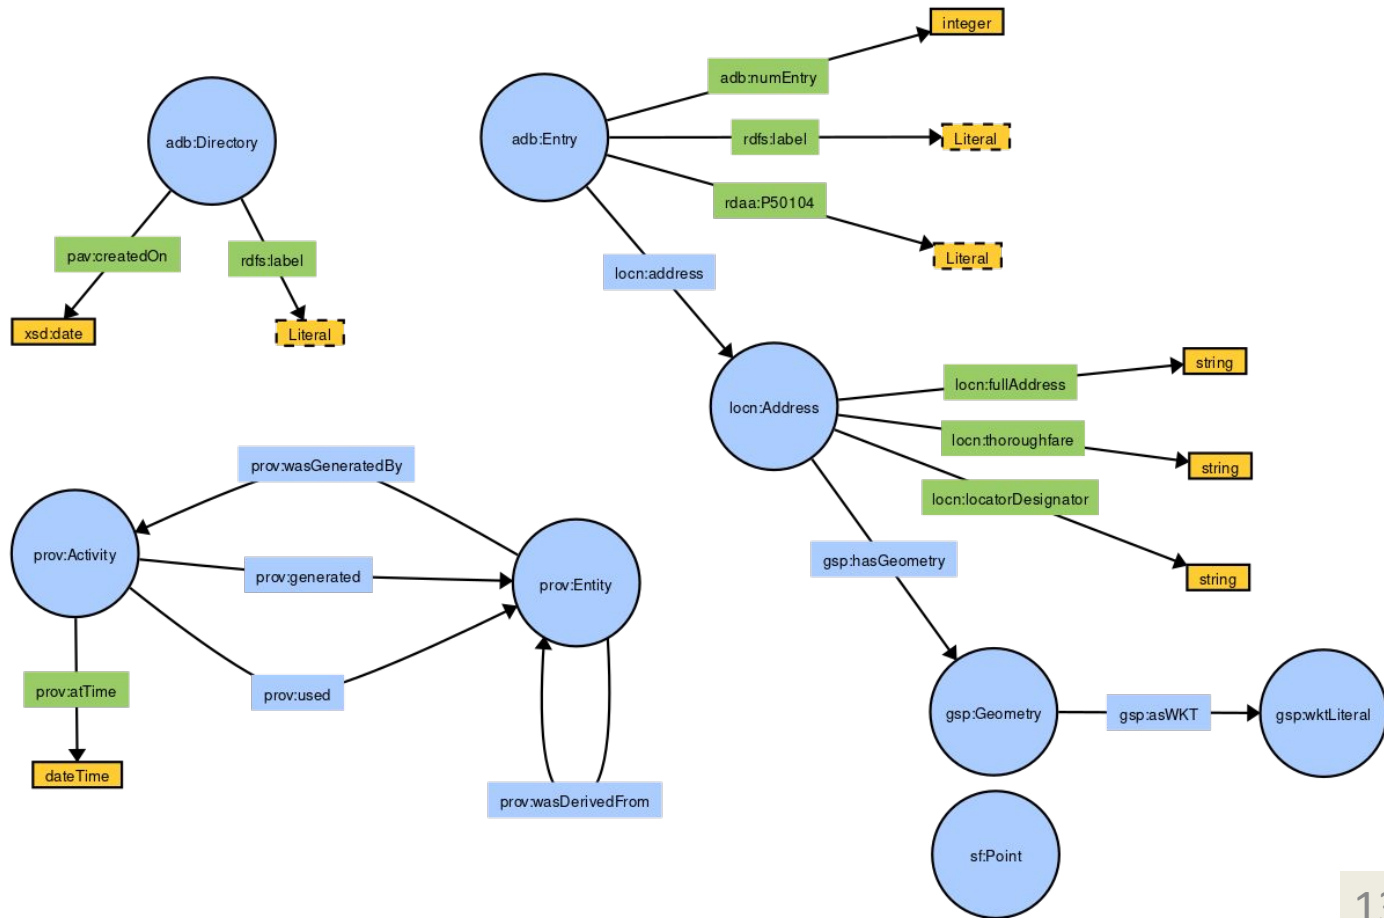 integer
adb:numEntry
adb:Directory
adb:Entry
rdfs:label
Literal
rdaa:P50104
pav:createdOn
rdfs:label
Literal
locn:address
xsd:date
Literal
string
locn:fullAddress
locn:Address
locn:thoroughfare
string
prov:wasGeneratedBy
locn:locatorDesignator
prov:Activity
gsp:hasGeometry
string
prov:generated
prov:Entity
prov:atTime
prov:used
gsp:Geometry
gsp:asWKT
gsp:wktLiteral
dateTime
prov:wasDerivedFrom
sf:Point